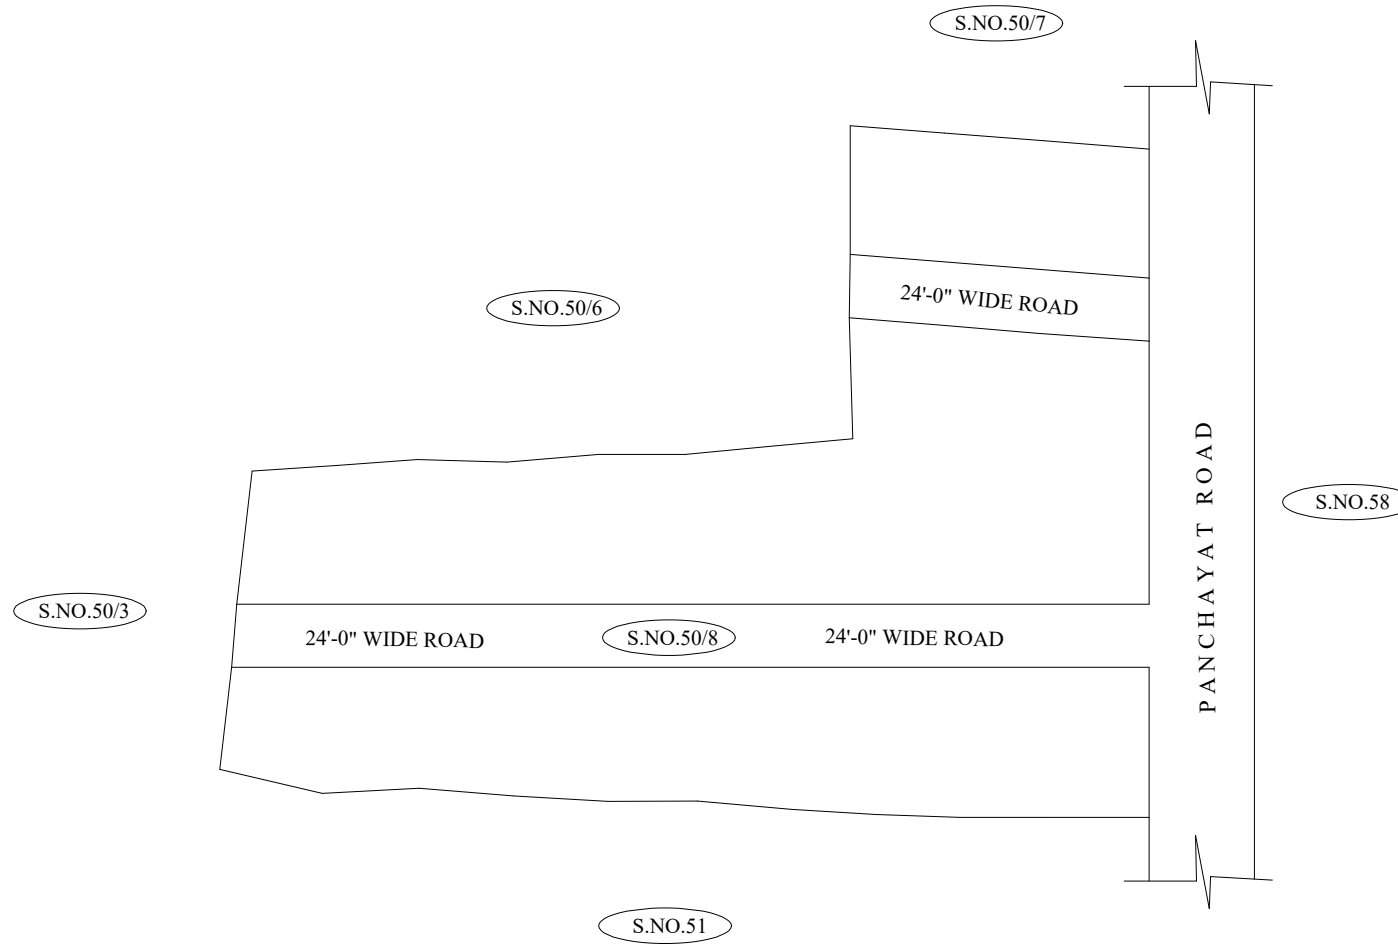 S.NO.50/7
S.NO.50/6
24'-0" WIDE ROAD
PANCHAYAT ROAD
S.NO.58
S.NO.50/3
24'-0" WIDE ROAD
S.NO.50/8
24'-0" WIDE ROAD
S.NO.51